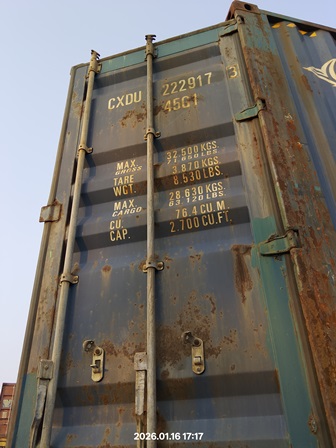 CXDU 222917 3
45G1
MAX. GROSS 32.500 KGS.
71.650 LBS.
TARE 3.870 KGS.
WGT. 8.530 LBS.
MAX. CARGO 28.630 KGS.
63.120 LBS.
CU. 76.4 CU.M.
CAP. 2.700 CU.FT.
2026.01.16 17:17